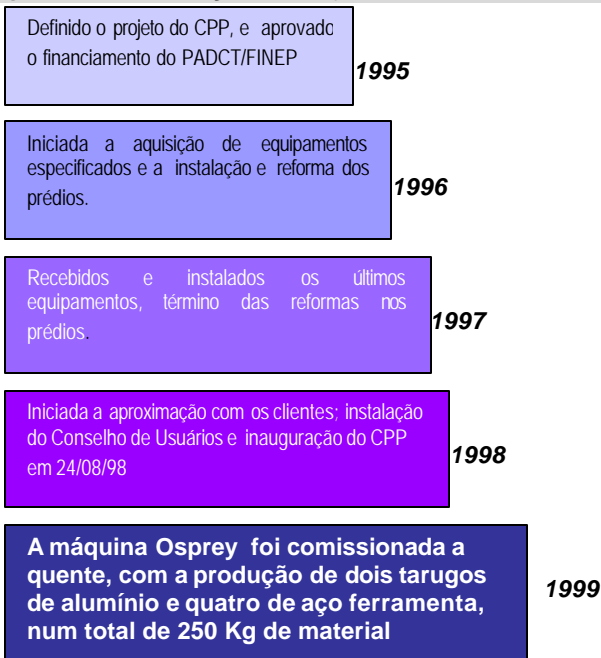 Definido o projeto do CPP, e aprovado
o financiamento do PADCT/FINEP
1995
Iniciada a aquisição de equipamentos
especificados e a instalação e reforma dos
prédios.
1996
Recebidos e instalados os últimos
equipamentos, término das reformas nos
prédios.
1997
Iniciada a aproximação com os clientes; instalação
do Conselho de Usuários e inauguração do CPP
em 24/08/98
1998
A máquina Osprey foi comissionada a
quente, com a produção de dois tarugos
de alumínio e quatro de aço ferramenta,
num total de 250 Kg de material
1999